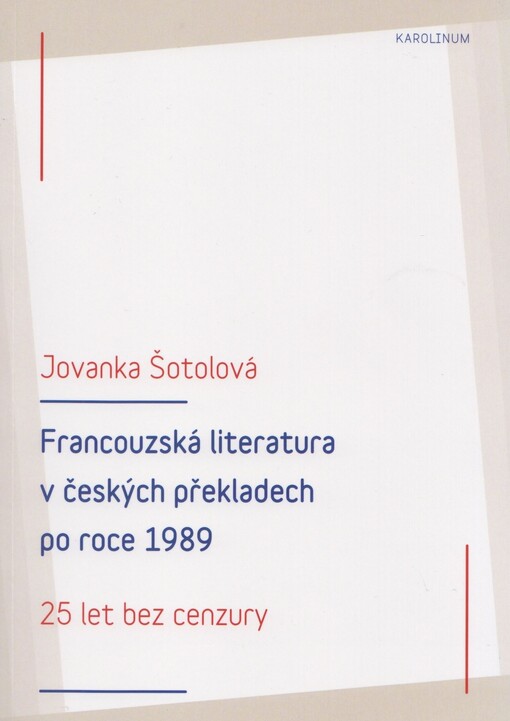 KAROLINUM
Jovanka Šotolová
Francouzská literatura
v českých překladech
po roce 1989
25 let bez cenzury